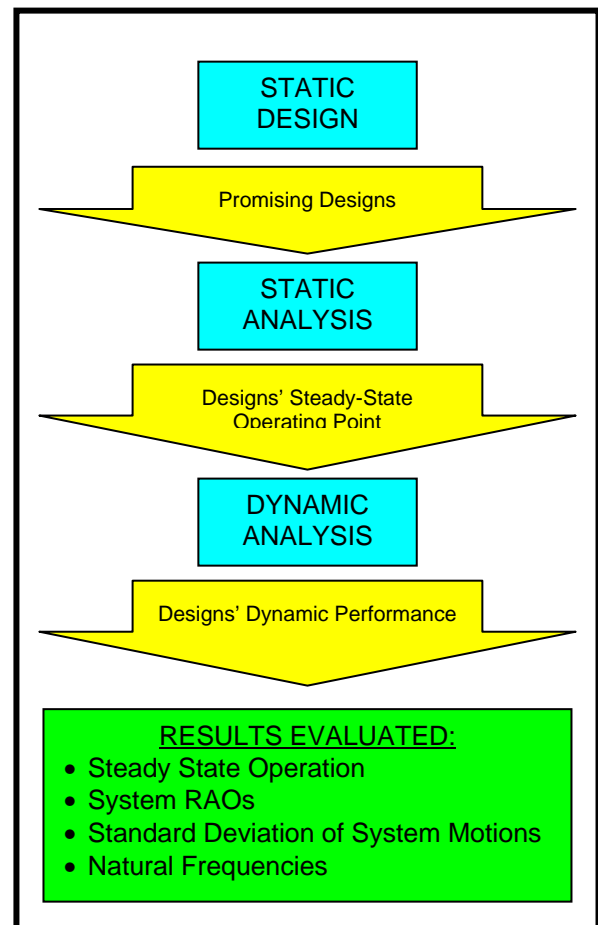 STATIC
DESIGN
Promising Designs
STATIC
ANALYSIS
Designs’ Steady-State
Operating Point
DYNAMIC
ANALYSIS
Designs’ Dynamic Performance
RESULTS EVALUATED:
• Steady State Operation
• System RAOs
• Standard Deviation of System Motions
• Natural Frequencies